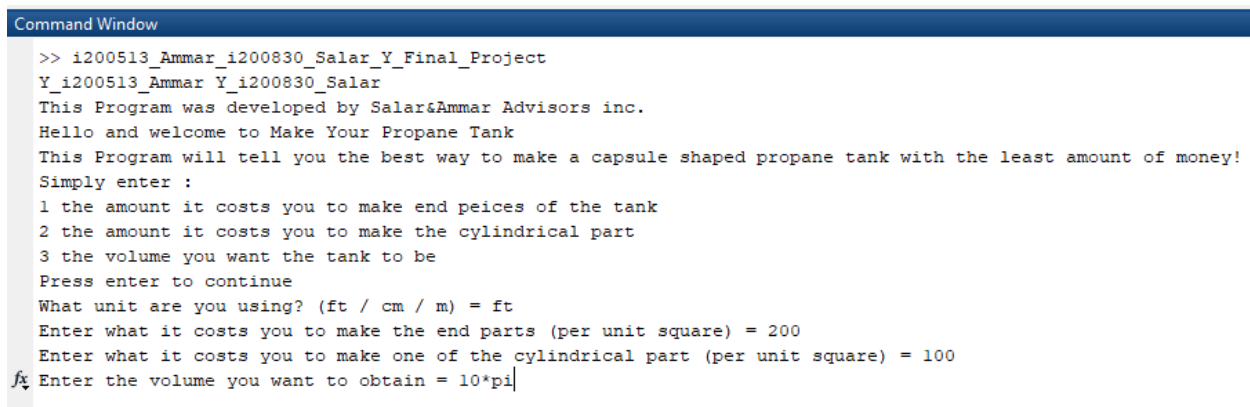 Command Window
>> i200513_Ammar_i200830_Salar_Y_Final_Project
Y_i200513_Ammar Y_i200830_Salar
This Program was developed by Salar&Ammar Advisors inc.
Hello and welcome to Make Your Propane Tank
This Program will tell you the best way to make a capsule shaped propane tank with the least amount of money!
Simply enter :
1 the amount it costs you to make end peices of the tank
2 the amount it costs you to make the cylindrical part
3 the volume you want the tank to be
Press enter to continue
What unit are you using? (ft / cm / m) = ft
Enter what it costs you to make the end parts (per unit square) = 200
Enter what it costs you to make one of the cylindrical part (per unit square) = 100
fx Enter the volume you want to obtain = 10*pi